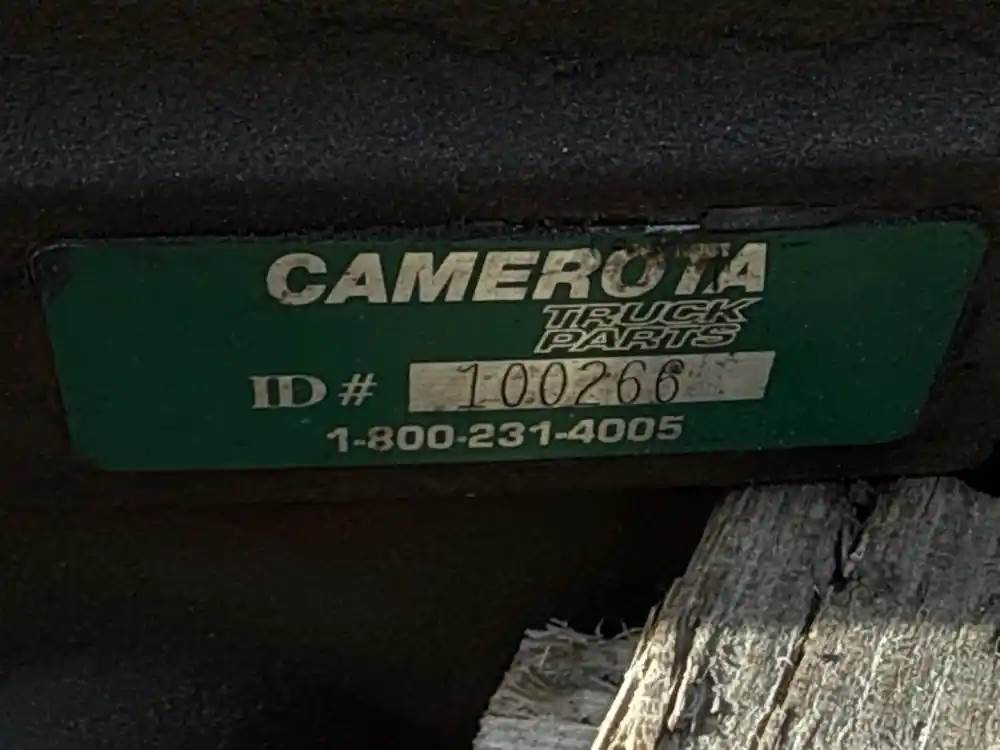 CAMEROTA
TRUCK
PARTS
ID # 100266
1-800-231-4005